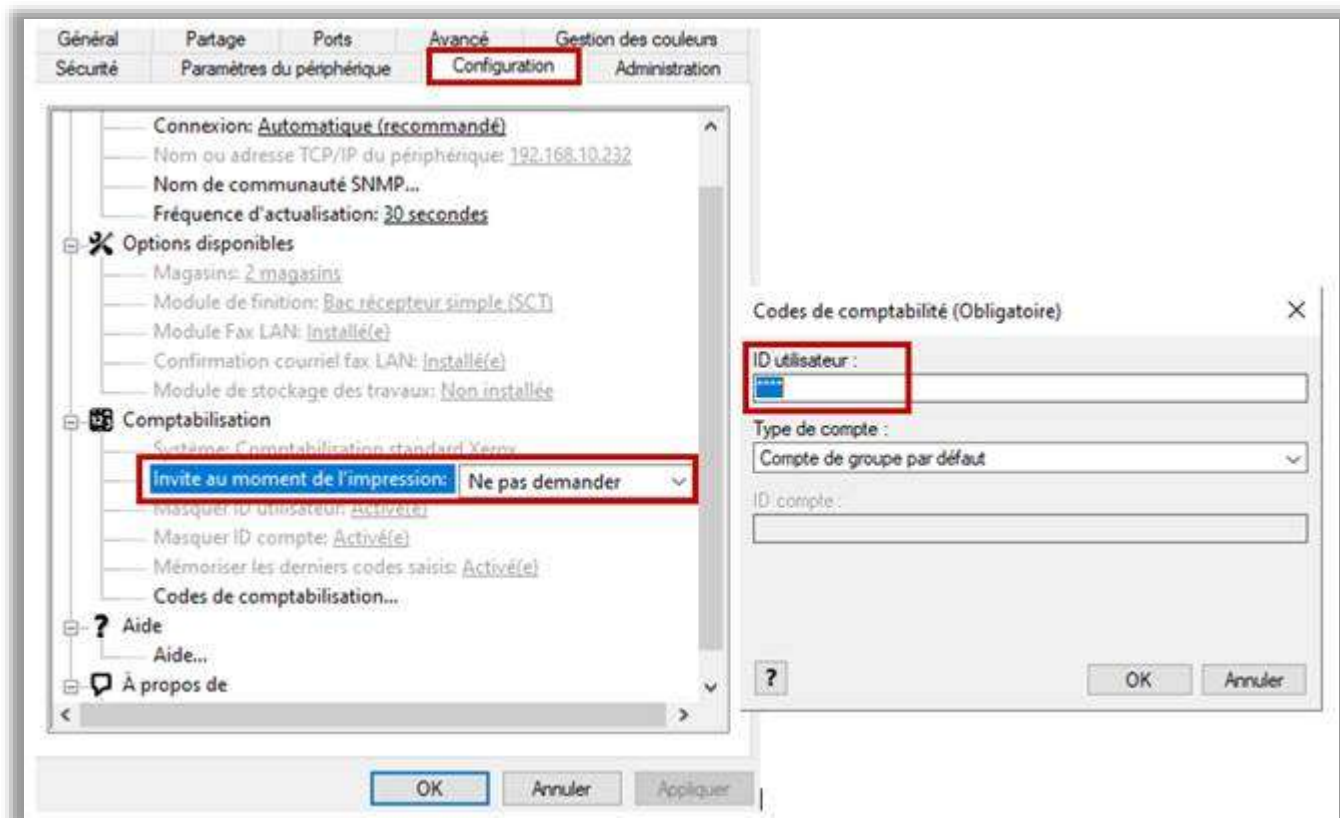 Général Partage Ports Avancé Gestion des couleurs
Sécurité Paramètres du périphérique Configuration Administration
Connexion: Automatique (recommandé)
Nom ou adresse TCP/IP du périphérique: 192.168.10.232
Nom de communauté SNMP...
Fréquence d'actualisation: 30 secondes
Options disponibles
Magasins: 2 magasins
Module de finition: Bac récepteur simple (SCT)
Module Fax LAN: Installé(e)
Confirmation courriel fax LAN: Installé(e)
Module de stockage des travaux: Non installée
Comptabilisation
Système: Comptabilisation standard Xerox
Invite au moment de l'impression: Ne pas demander
Masquer ID utilisateur: Activé(e)
Masquer ID compte: Activé(e)
Mémoriser les derniers codes saisis: Activé(e)
Codes de comptabilisation...
? Aide
Aide...
À propos de
OK Annuler Appliquer
Codes de comptabilité (Obligatoire)
ID utilisateur :
****
Type de compte :
Compte de groupe par défaut
ID compte :
? OK Annuler